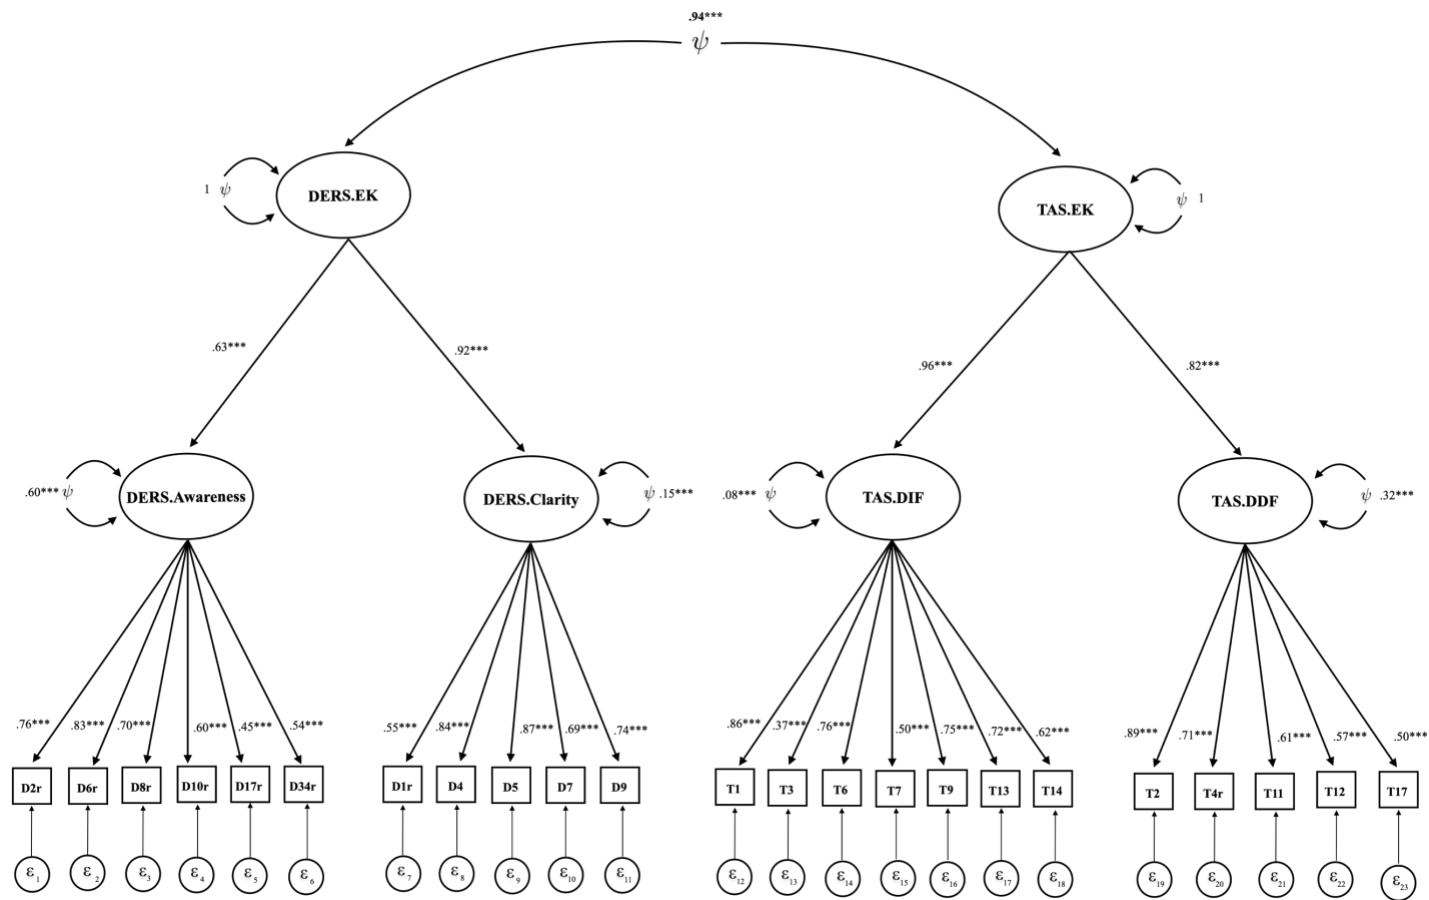 .94***
ψ
1 ψ
DERS.EK
TAS.EK
ψ 1
.63***
.92***
.96***
.82***
.60*** ψ
DERS.Awareness
DERS.Clarity
ψ .15***
.08*** ψ
TAS.DIF
TAS.DDF
ψ .32***
.76*** .83*** .70*** .60*** .45*** .54***
.55*** .84*** .87*** .69*** .74***
.86*** .37*** .76*** .50*** .75*** .72*** .62***
.89*** .71*** .61*** .57*** .50***
D2r D6r D8r D10r D17r D34r
D1r D4 D5 D7 D9
T1 T3 T6 T7 T9 T13 T14
T2 T4r T11 T12 T17
ε1 ε2 ε3 ε4 ε5 ε6
ε7 ε8 ε9 ε10 ε11
ε12 ε13 ε14 ε15 ε16 ε17 ε18
ε19 ε20 ε21 ε22 ε23